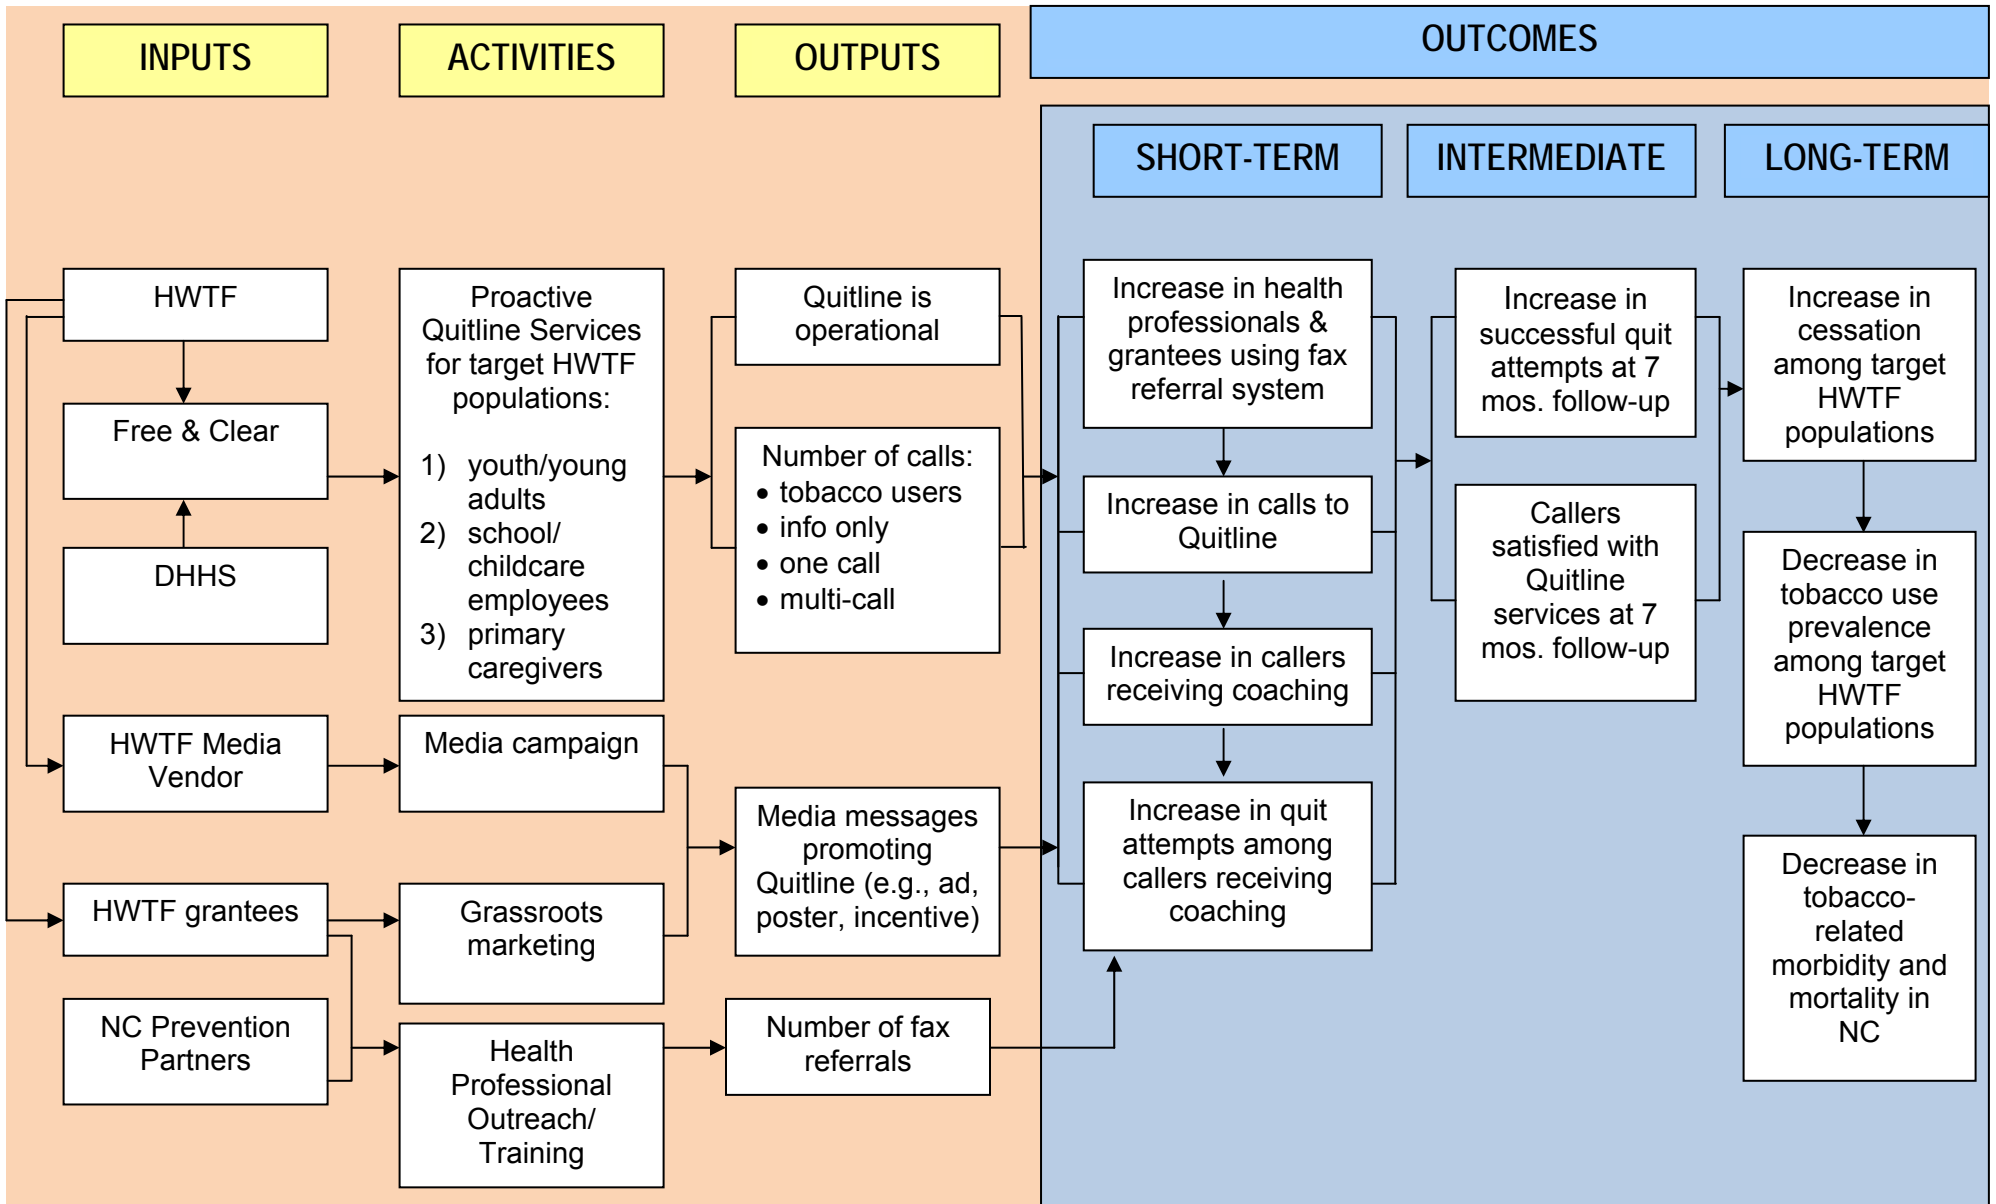 INPUTS
ACTIVITIES
OUTPUTS
OUTCOMES
SHORT-TERM
INTERMEDIATE
LONG-TERM
HWTF
Free & Clear
DHHS
HWTF Media
Vendor
HWTF grantees
NC Prevention
Partners
Proactive
Quitline Services
for target HWTF
populations:
1) youth/young
adults
2) school/
childcare
employees
3) primary
caregivers
Media campaign
Grassroots
marketing
Health
Professional
Outreach/
Training
Quitline is
operational
Number of calls:
• tobacco users
• info only
• one call
• multi-call
Media messages
promoting
Quitline (e.g., ad,
poster, incentive)
Number of fax
referrals
Increase in health
professionals &
grantees using fax
referral system
Increase in calls to
Quitline
Increase in callers
receiving coaching
Increase in quit
attempts among
callers receiving
coaching
Increase in
successful quit
attempts at 7
mos. follow-up
Callers
satisfied with
Quitline
services at 7
mos. follow-up
Increase in
cessation
among target
HWTF
populations
Decrease in
tobacco use
prevalence
among target
HWTF
populations
Decrease in
tobacco-
related
morbidity and
mortality in
NC